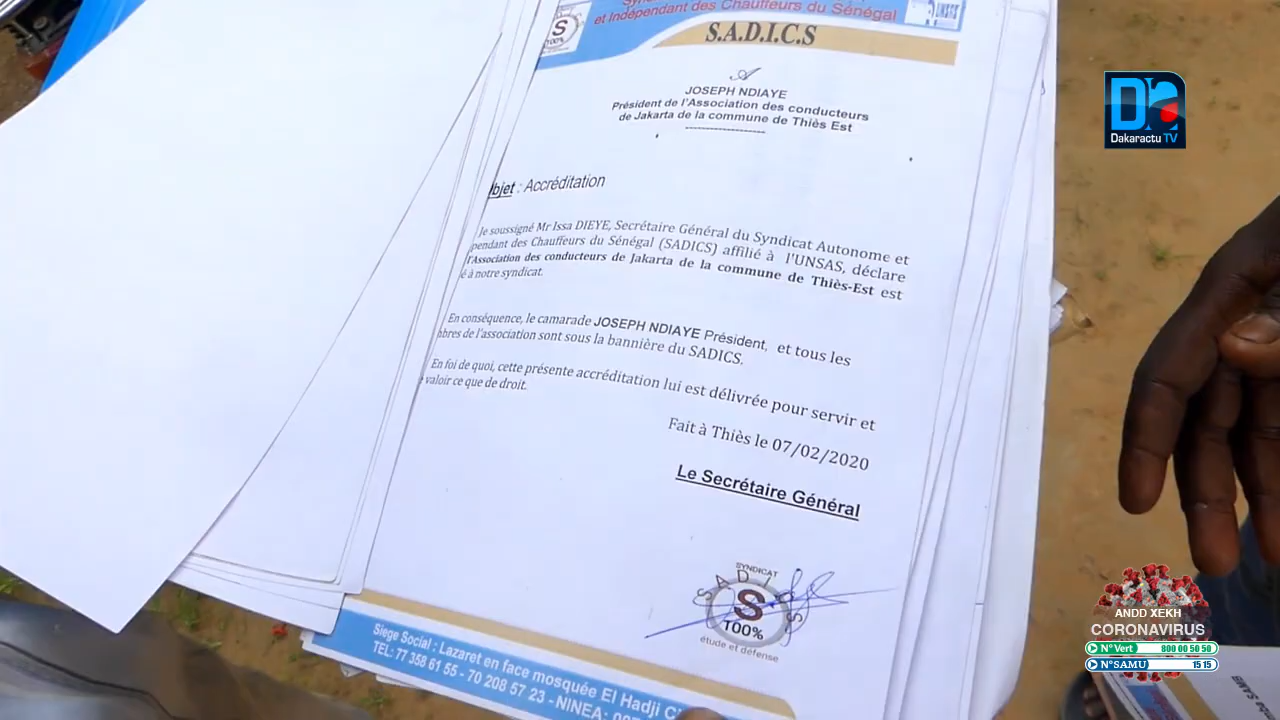 et Indépendant des Chauffeurs du Sénégal
S.A.D.I.C.S
S
100%
A
JOSEPH NDIAYE
Président de l'Association des conducteurs
de Jakarta de la commune de Thiès Est
Objet : Accréditation
Je soussigné Mr Issa DIEYE, Secrétaire Général du Syndicat Autonome et
pendant des Chauffeurs du Sénégal (SADICS) affilié à l'UNSAS, déclare
l'Association des conducteurs de Jakarta de la commune de Thiès-Est est
é à notre syndicat.
En conséquence, le camarade JOSEPH NDIAYE Président, et tous les
bres de l'association sont sous la bannière du SADICS,
En foi de quoi, cette présente accréditation lui est délivrée pour servir et
valoir ce que de droit.
Fait à Thiès le 07/02/2020
Le Secrétaire Général
SYNDICAT
SADICS
S
100%
étude et défense
Siege Social : Lazaret en face mosquée El Hadji
TEL: 77 358 61 55 - 70 208 57 23 - NINEA:
Dn
Dakaractu TV
ANDD XEKH
CORONAVIRUS
N° Vert 800 00 50 50
N° SAMU 15 15